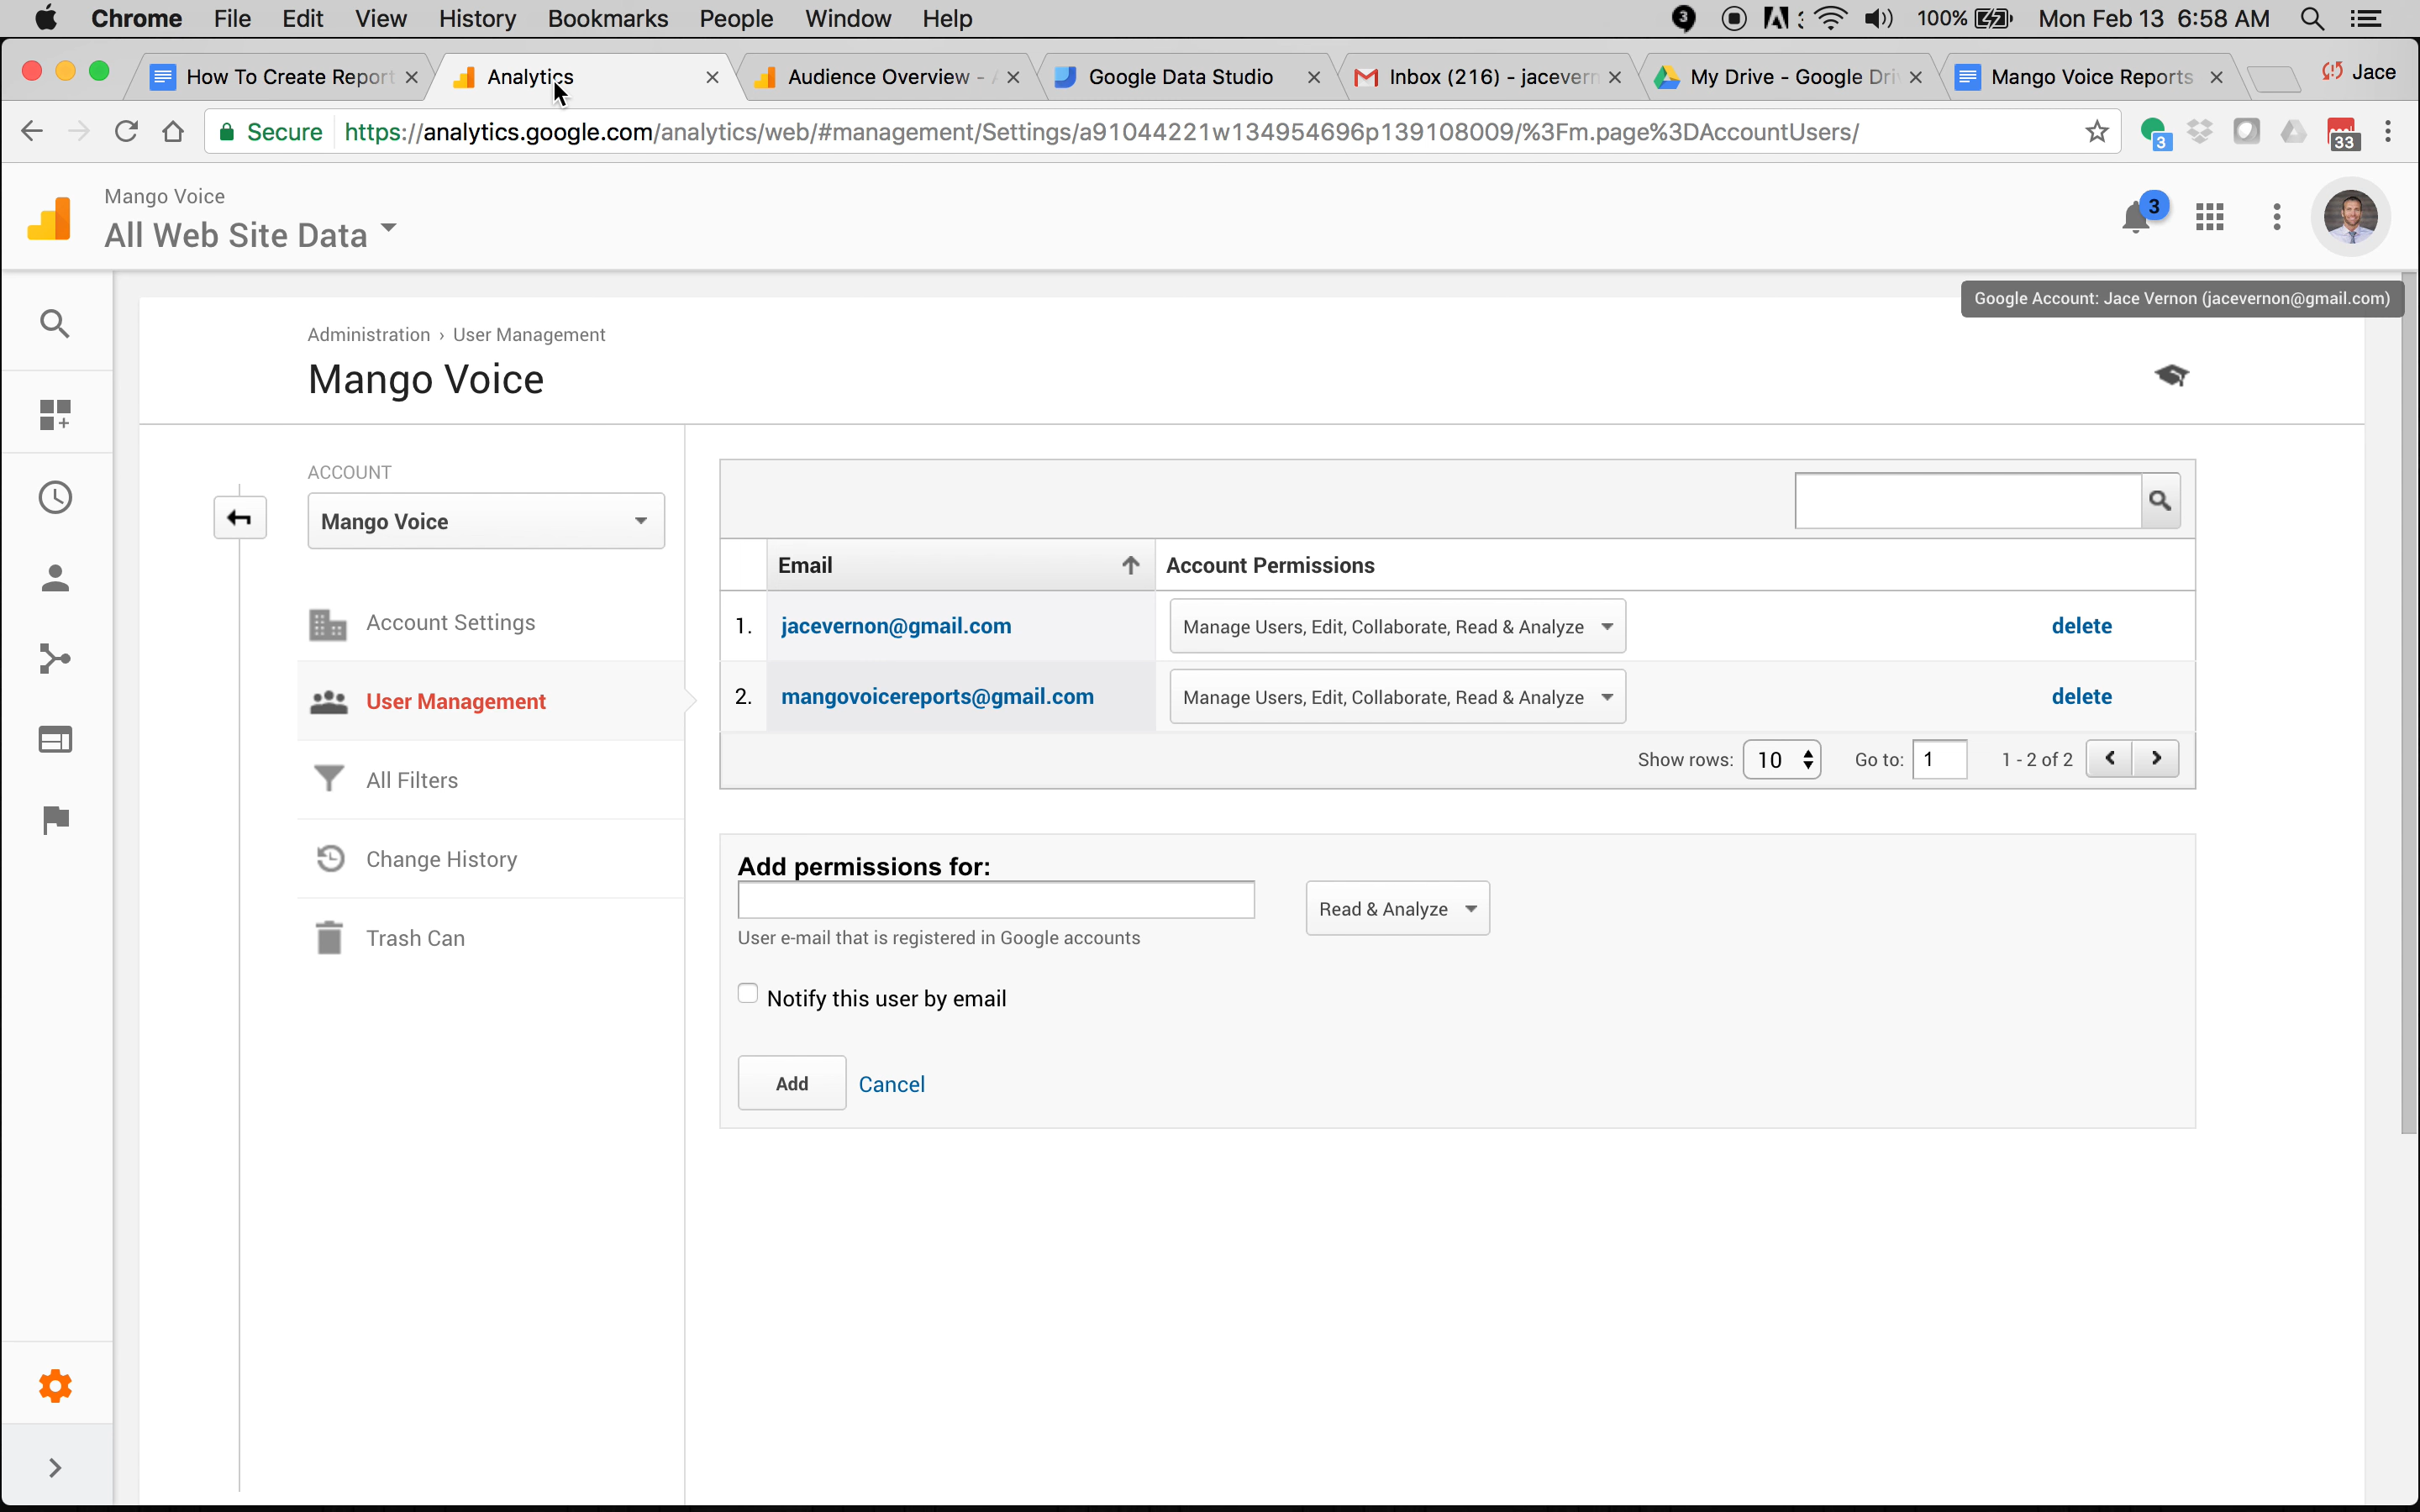 Chrome File Edit View History Bookmarks People Window Help 3 100% Mon Feb 13 6:58 AM
How To Create Report Analytics Audience Overview - Google Data Studio Inbox (216) - jacevern My Drive - Google Dri Mango Voice Reports Jace
Secure https://analytics.google.com/analytics/web/#management/Settings/a91044221w134954696p139108009/%3Fm.page%3DAccountUsers/ 3 33
Mango Voice
All Web Site Data 3
Google Account: Jace Vernon (jacevernon@gmail.com)
Administration › User Management
Mango Voice
ACCOUNT
Mango Voice
Account Settings
User Management
All Filters
Change History
Trash Can
Email Account Permissions
1. jacevernon@gmail.com Manage Users, Edit, Collaborate, Read & Analyze delete
2. mangovoicereports@gmail.com Manage Users, Edit, Collaborate, Read & Analyze delete
Show rows: 10 Go to: 1 1 - 2 of 2
Add permissions for:
Read & Analyze
User e-mail that is registered in Google accounts
Notify this user by email
Add Cancel